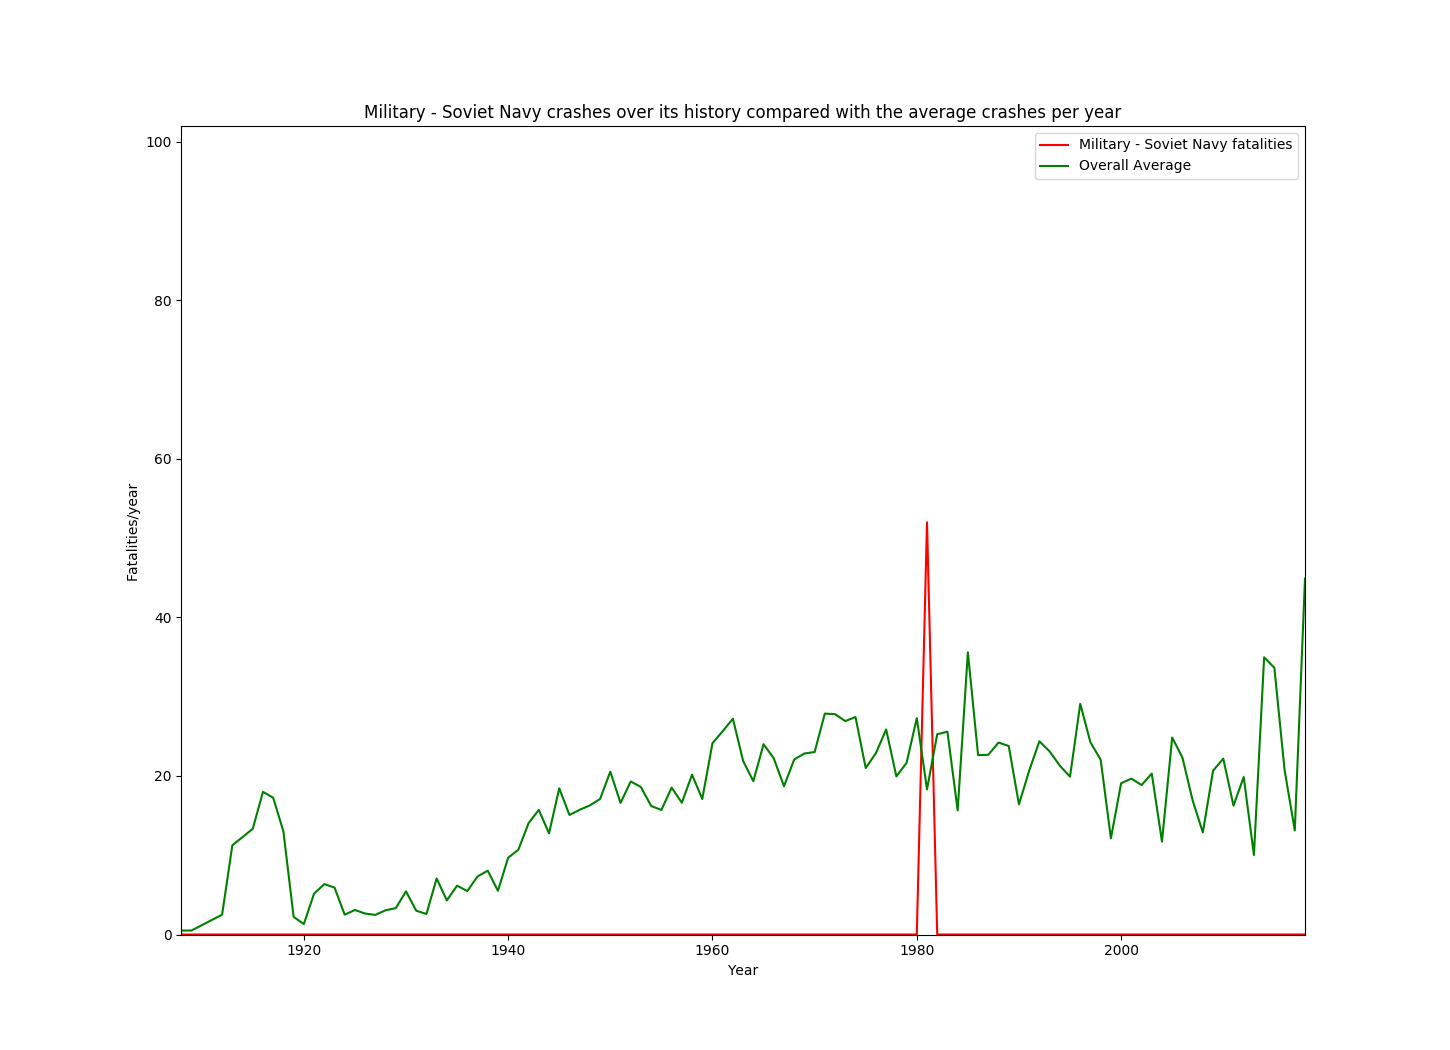 Military - Soviet Navy crashes over its history compared with the average crashes per year
Military - Soviet Navy fatalities
Overall Average
100
80
60
40
20
0
Fatalities/year
1920 1940 1960 1980 2000
Year